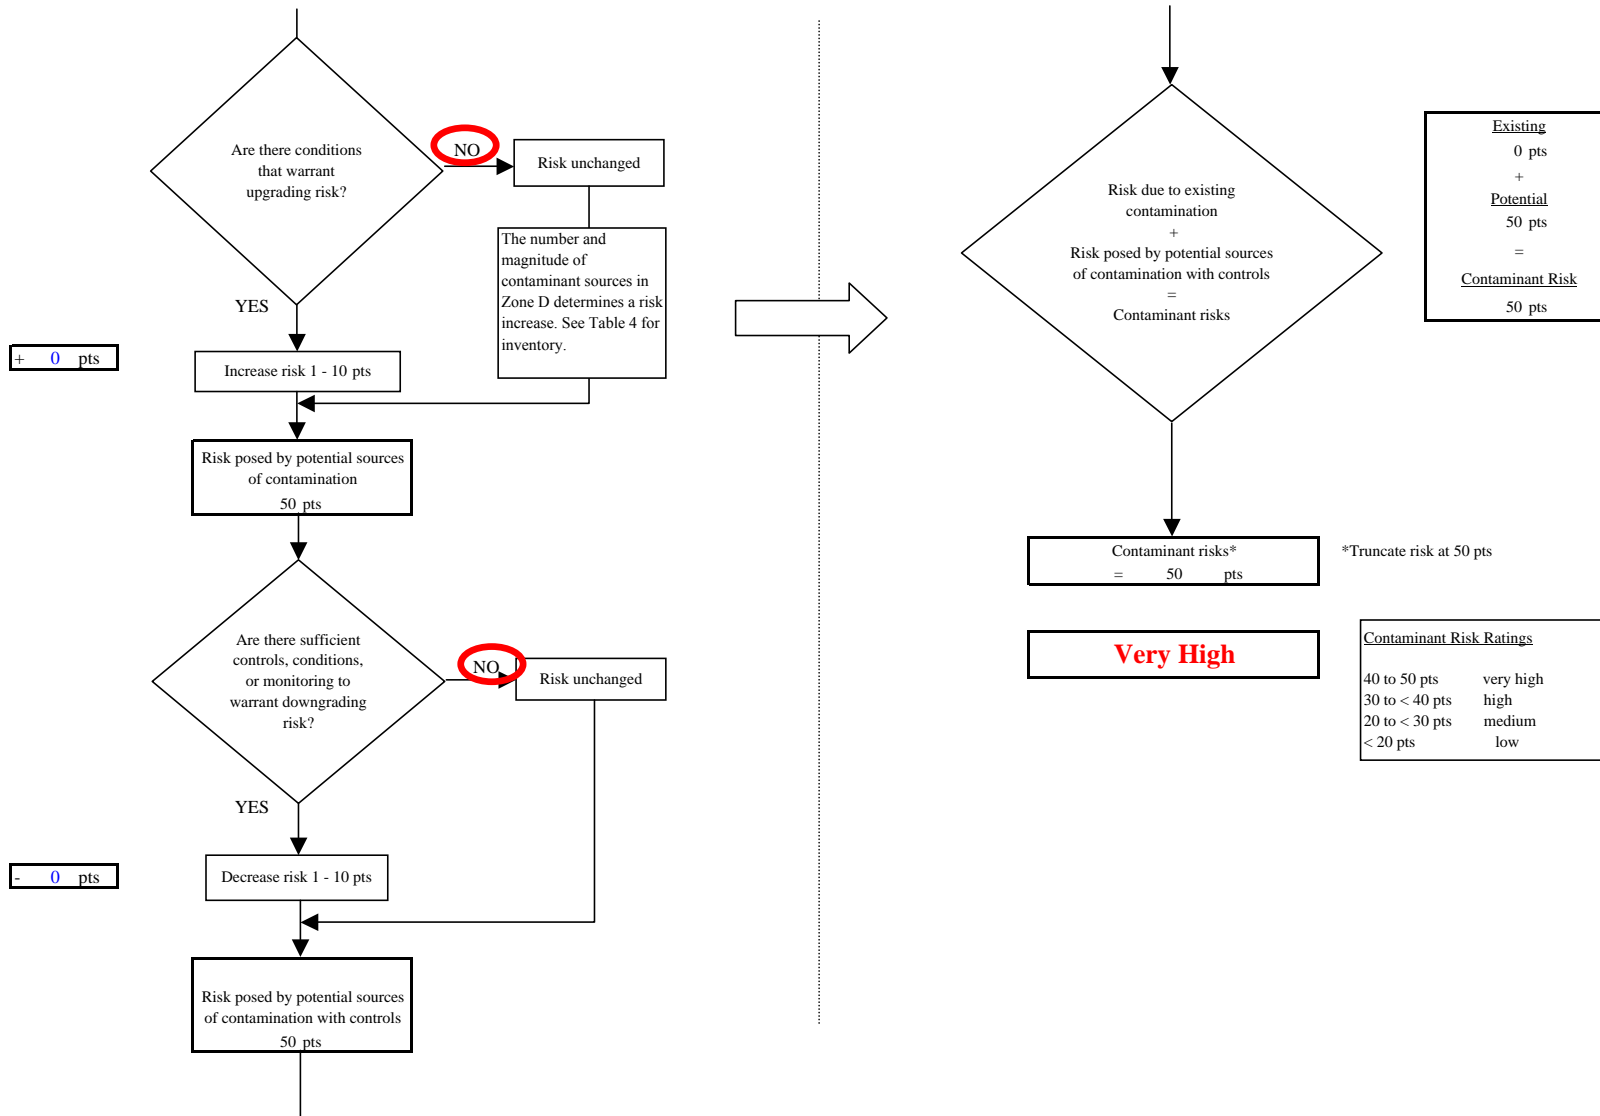 Are there conditions
that warrant
upgrading risk?
NO
Risk unchanged
The number and
magnitude of
contaminant sources in
Zone D determines a risk
increase. See Table 4 for
inventory.
YES
+ 0 pts
Increase risk 1 - 10 pts
Risk posed by potential sources
of contamination
50 pts
Are there sufficient
controls, conditions,
or monitoring to
warrant downgrading
risk?
NO
Risk unchanged
YES
- 0 pts
Decrease risk 1 - 10 pts
Risk posed by potential sources
of contamination with controls
50 pts
Risk due to existing
contamination
+
Risk posed by potential sources
of contamination with controls
=
Contaminant risks
Existing
0 pts
+
Potential
50 pts
=
Contaminant Risk
50 pts
Contaminant risks*
= 50 pts
*Truncate risk at 50 pts
Very High
Contaminant Risk Ratings
40 to 50 pts very high
30 to < 40 pts high
20 to < 30 pts medium
< 20 pts low